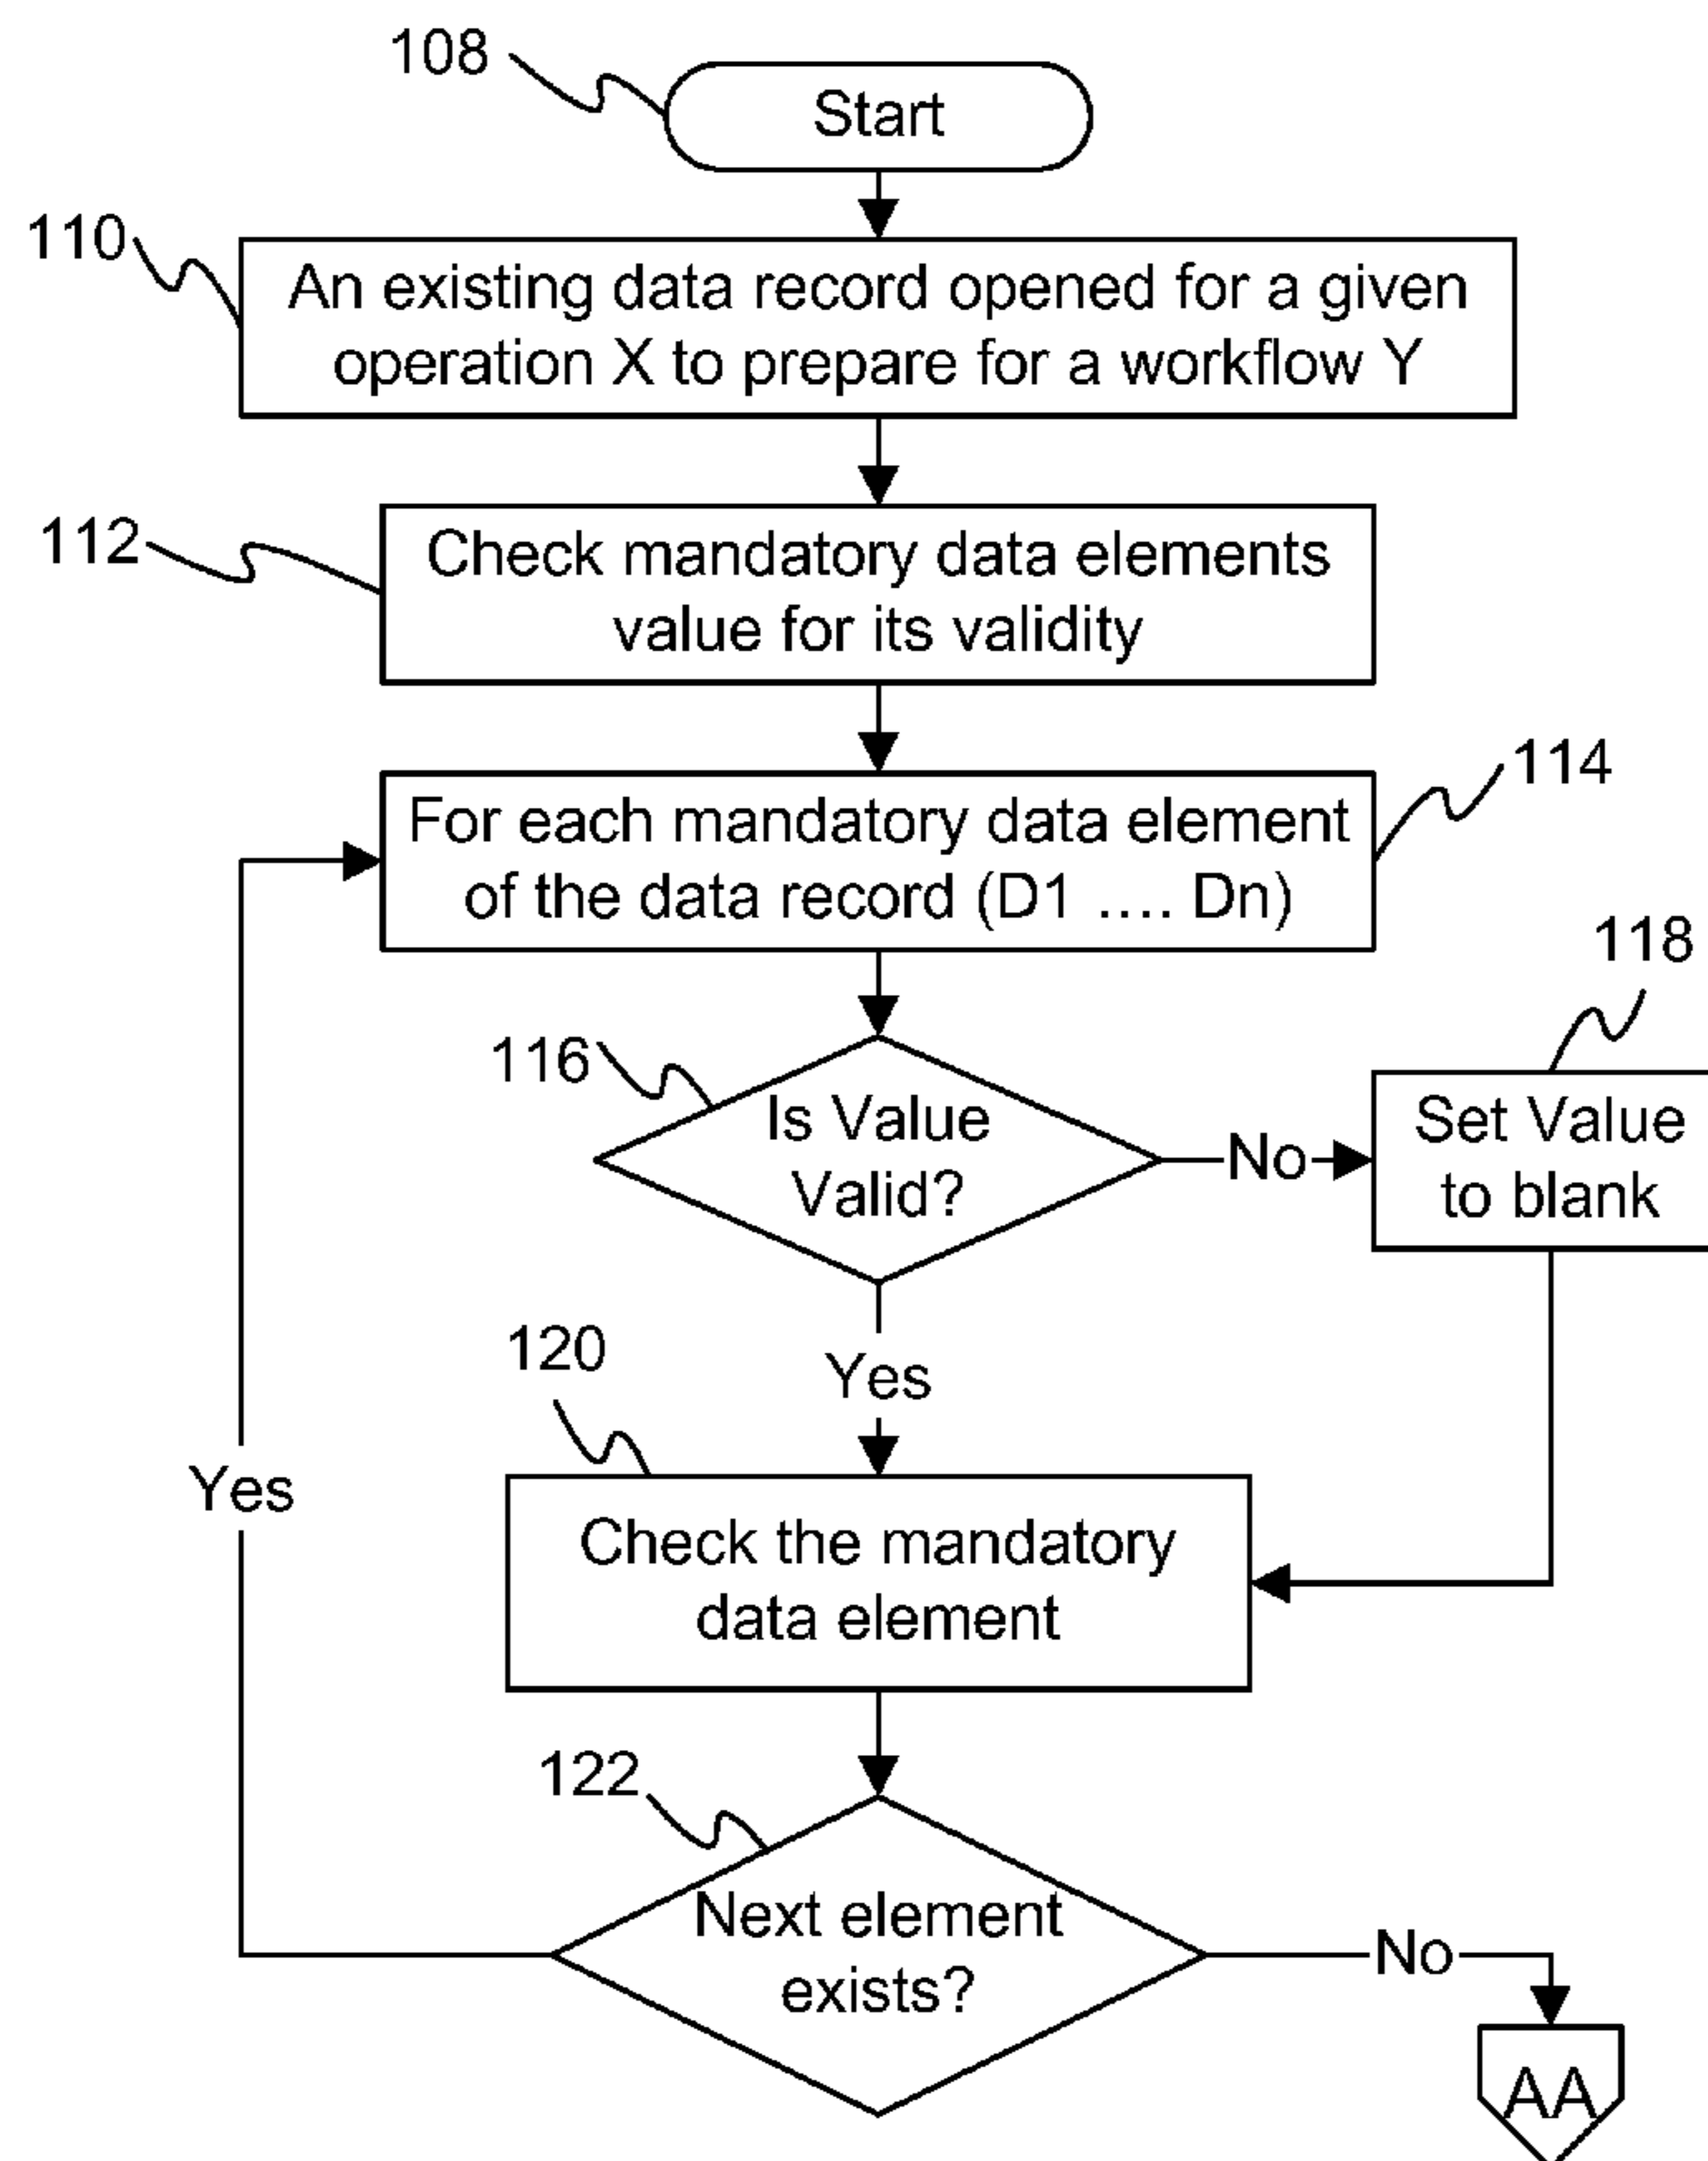 108
Start
110
An existing data record opened for a given
operation X to prepare for a workflow Y
112
Check mandatory data elements
value for its validity
114
For each mandatory data element
of the data record (D1 .... Dn)
118
116
Is Value
Valid?
No
Set Value
to blank
120
Yes
Yes
Check the mandatory
data element
122
Next element
exists?
No
AA